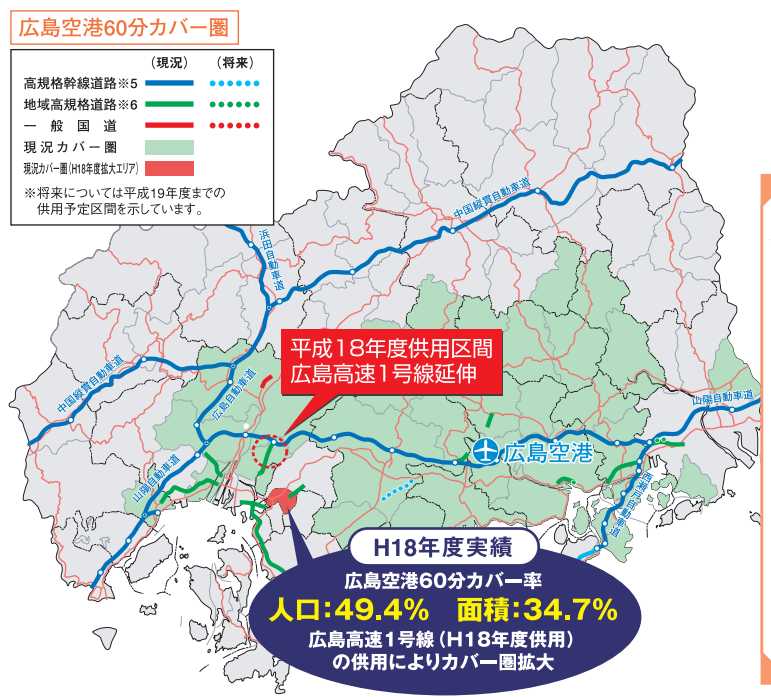 広島空港60分カバー圏
（現況）　（将来）
高規格幹線道路※5
地域高規格道路※6
一般国道
現況カバー圏
現況カバー圏（H18年度拡大エリア）
※将来については平成19年度までの
供用予定区間を示しています。
浜田自動車道
中国縦貫自動車道
平成18年度供用区間
広島高速1号線延伸
中国縦貫自動車道
広島自動車道
山陽自動車道
広島空港
山陽自動車道
西瀬戸自動車道
H18年度実績
広島空港60分カバー率
人口：49.4%　面積：34.7%
広島高速1号線（H18年度供用）
の供用によりカバー圏拡大